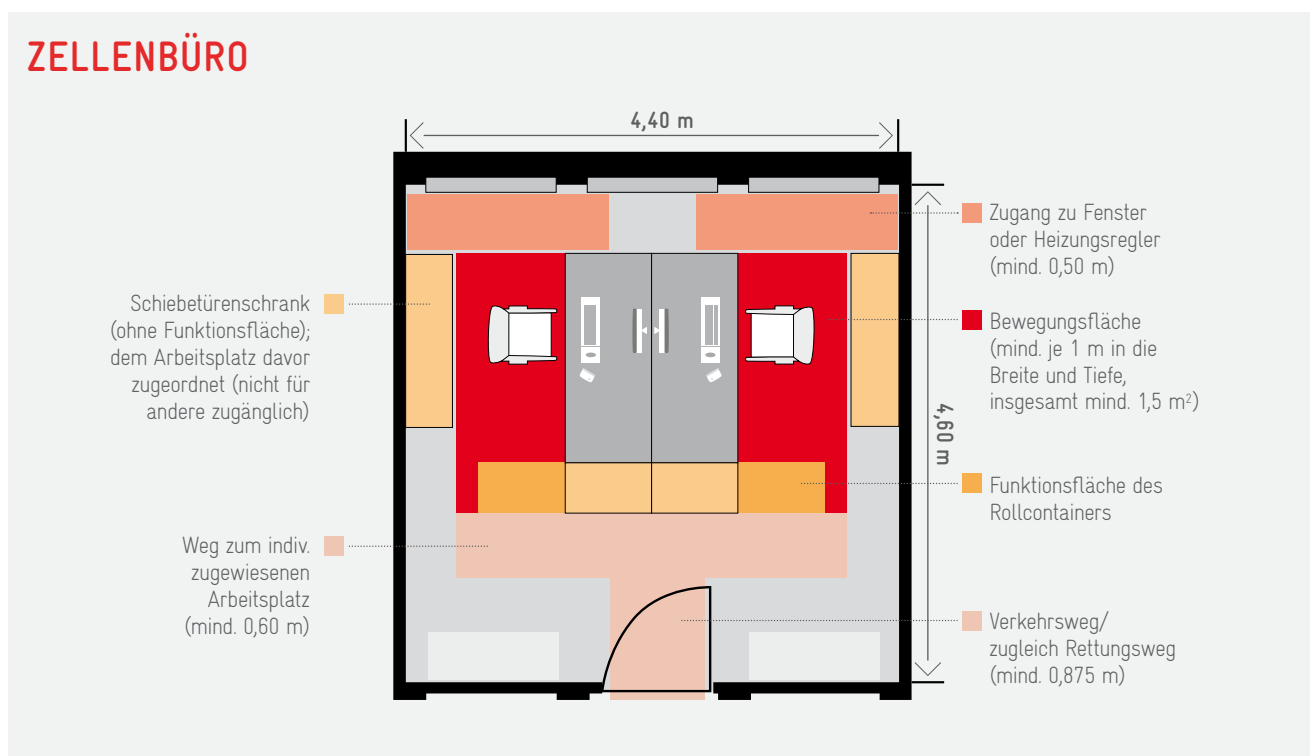 ZELLENBÜRO
4,40 m
Zugang zu Fenster
oder Heizungsregler
(mind. 0,50 m)
Schiebetürenschrank
(ohne Funktionsfläche);
dem Arbeitsplatz davor
zugeordnet (nicht für
andere zugänglich)
Bewegungsfläche
(mind. je 1 m in die
Breite und Tiefe,
insgesamt mind. 1,5 m²)
4,60 m
Funktionsfläche des
Rollcontainers
Weg zum indiv.
zugewiesenen
Arbeitsplatz
(mind. 0,60 m)
Verkehrsweg/
zugleich Rettungsweg
(mind. 0,875 m)